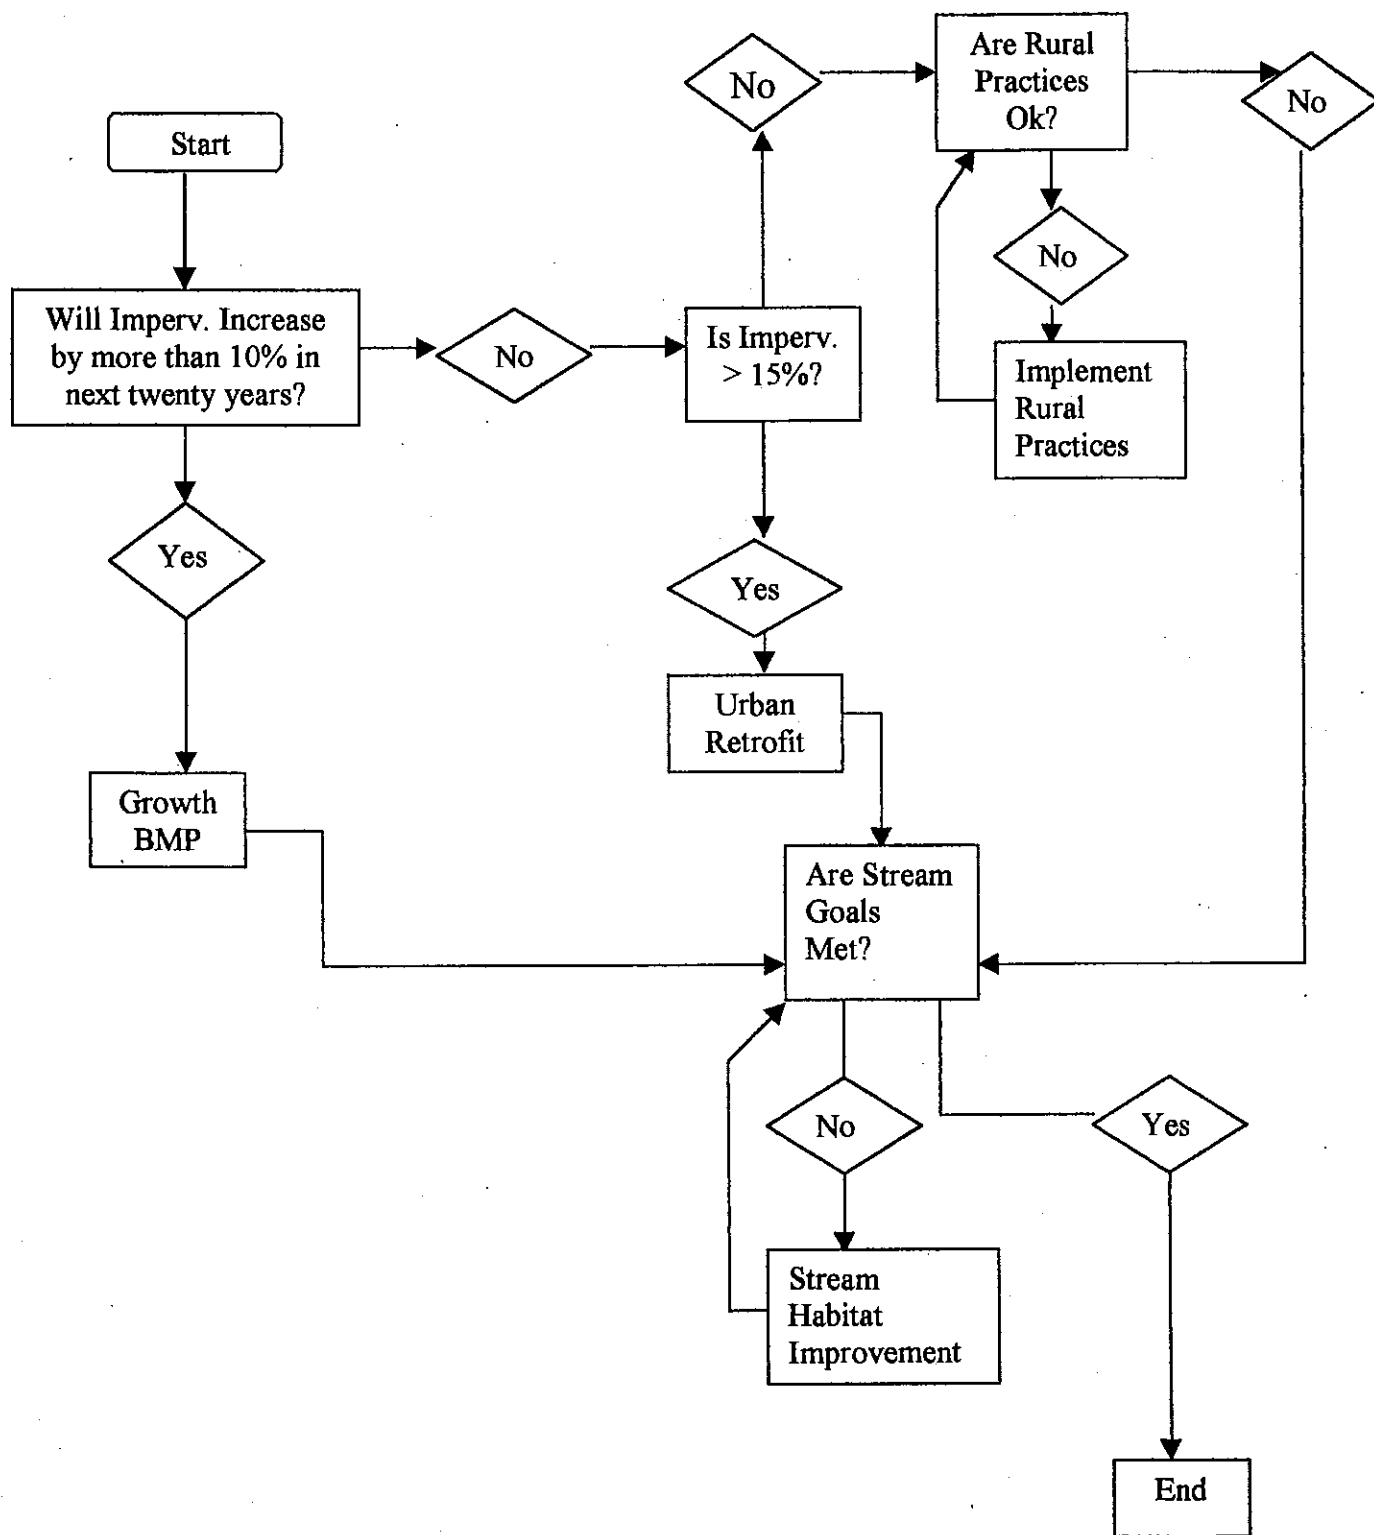 Start
Will Imperv. Increase
by more than 10% in
next twenty years?
No
Is Imperv.
> 15%?
No
Are Rural
Practices
Ok?
No
No
Implement
Rural
Practices
Yes
Growth
BMP
Yes
Urban
Retrofit
Are Stream
Goals
Met?
No
Yes
Stream
Habitat
Improvement
End